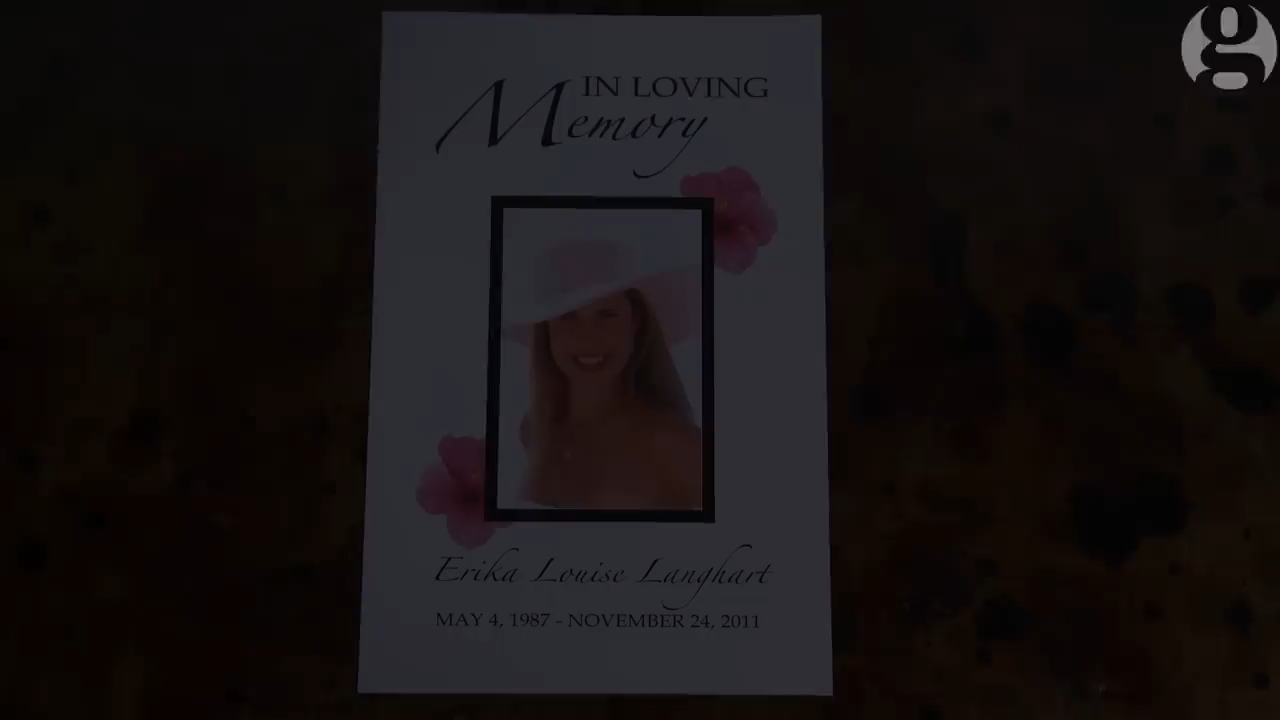 IN LOVING
Memory
Erika Louise Langhart
MAY 4, 1987 - NOVEMBER 24, 2011
g